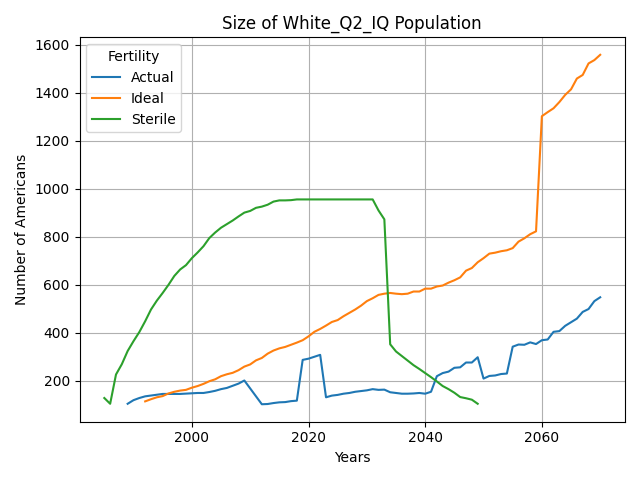 Size of White_Q2_IQ Population
Fertility
Actual
Ideal
Sterile
Number of Americans
1600
1400
1200
1000
800
600
400
200
2000
2020
2040
2060
Years